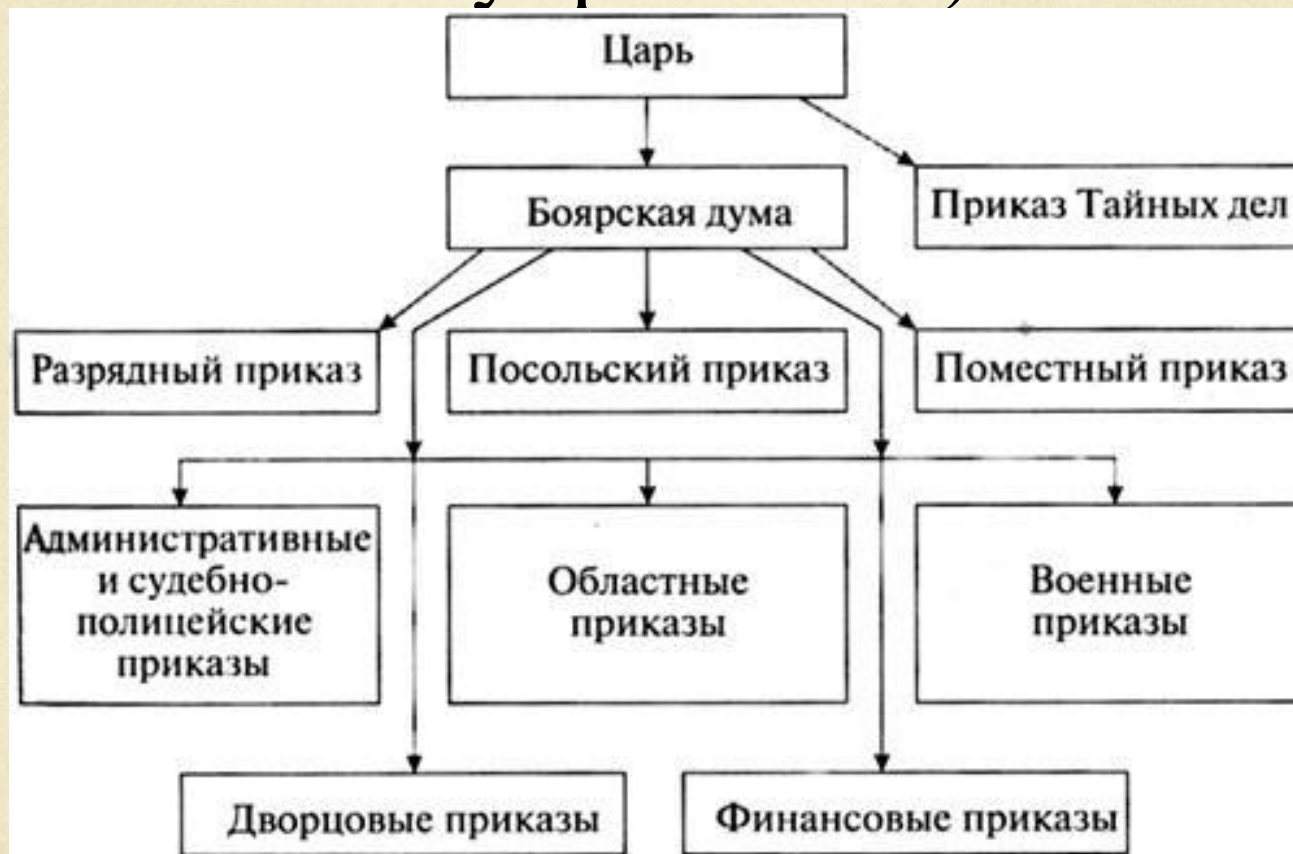 Царь
Боярская дума
Приказ Тайных дел
Разрядный приказ
Посольский приказ
Поместный приказ
Административные
и судебно-
полицейские
приказы
Областные
приказы
Военные
приказы
Дворцовые приказы
Финансовые приказы